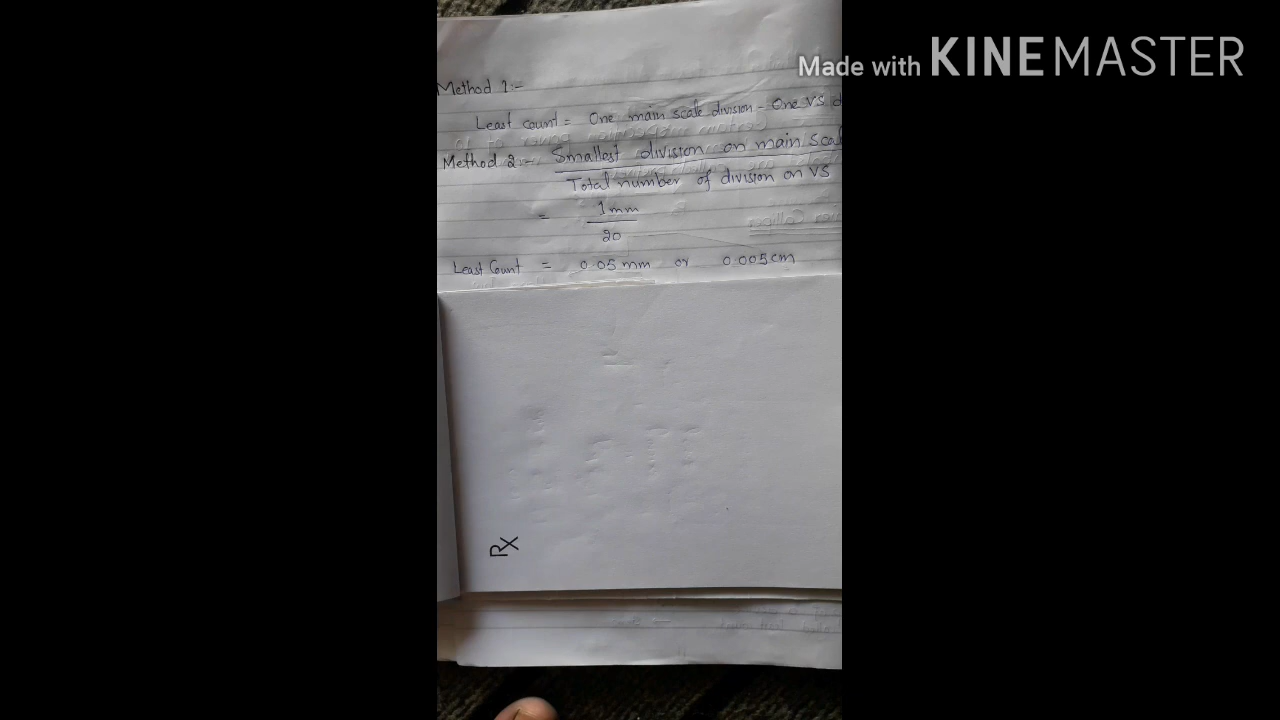 Made with KINEMASTER
Method 1:-
Least count = One main scale division - One VS d
Method 2:- Smallest division on main scal
Total number of division on VS
= 1mm
20
Least Count = 0.05 mm or 0.005cm
Rx